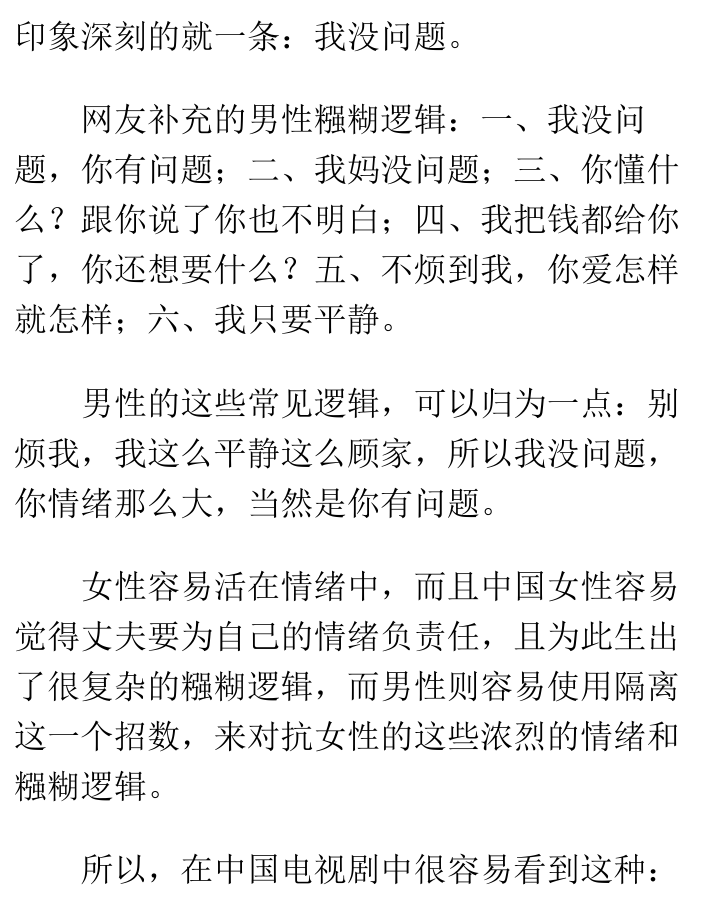 印象深刻的就一条：我没问题。
网友补充的男性糨糊逻辑：一、我没问
题，你有问题；二、我妈没问题；三、你懂什
么？跟你说了你也不明白；四、我把钱都给你
了，你还想要什么？五、不烦到我，你爱怎样
就怎样；六、我只要平静。
男性的这些常见逻辑，可以归为一点：别
烦我，我这么平静这么顾家，所以我没问题，
你情绪那么大，当然是你有问题。
女性容易活在情绪中，而且中国女性容易
觉得丈夫要为自己的情绪负责任，且为此生出
了很复杂的糨糊逻辑，而男性则容易使用隔离
这一个招数，来对抗女性的这些浓烈的情绪和
糨糊逻辑。
所以，在中国电视剧中很容易看到这种：